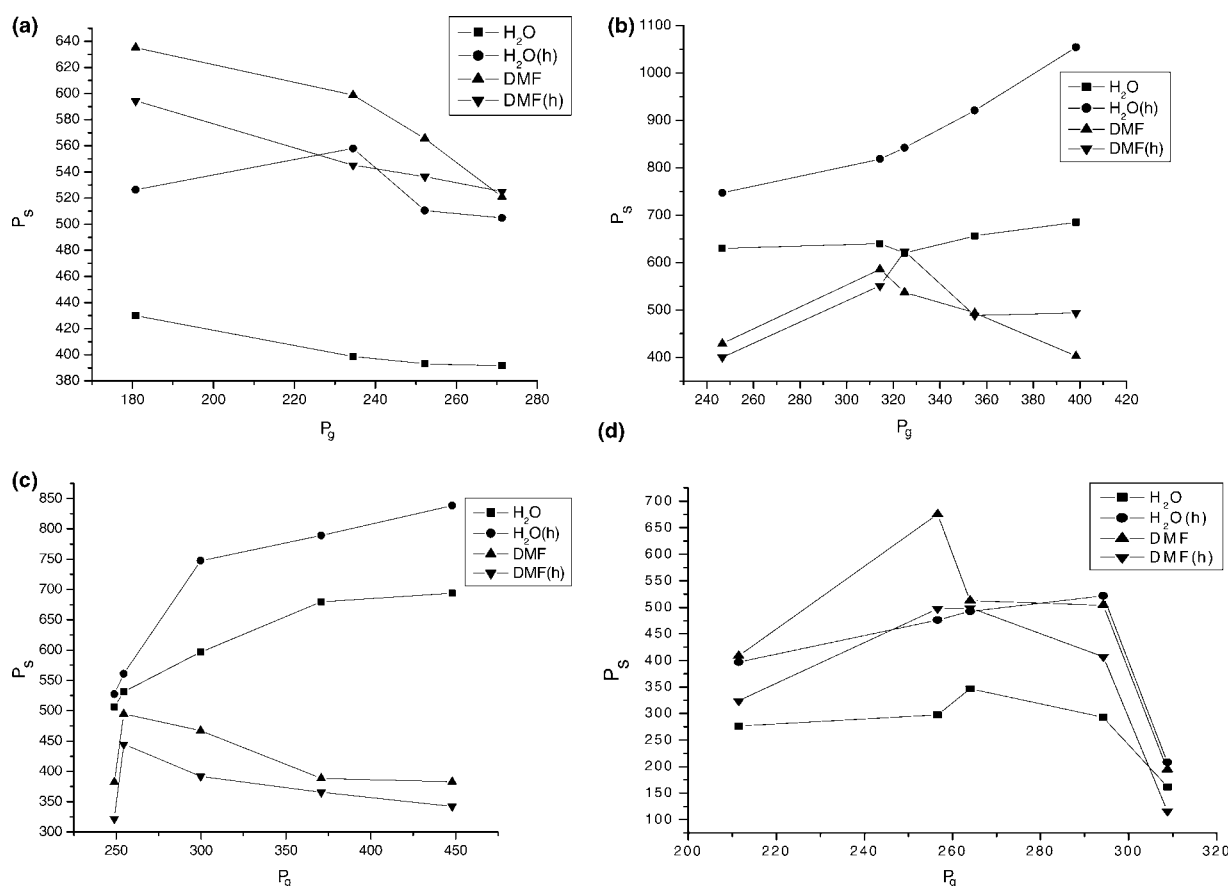 (a)
640
620
600
580
560
540
520
500
480
460
440
420
400
380
180
200
220
240
260
280
Ps
Pg
H2O
H2O(h)
DMF
DMF(h)
(b)
1100
1000
900
800
700
600
500
400
240
260
280
300
320
340
360
380
400
420
Ps
Pg
H2O
H2O(h)
DMF
DMF(h)
(c)
850
800
750
700
650
600
550
500
450
400
350
300
250
300
350
400
450
Ps
Pg
H2O
H2O(h)
DMF
DMF(h)
(d)
700
650
600
550
500
450
400
350
300
250
200
150
100
200
220
240
260
280
300
320
Ps
Pg
H2O
H2O(h)
DMF
DMF(h)